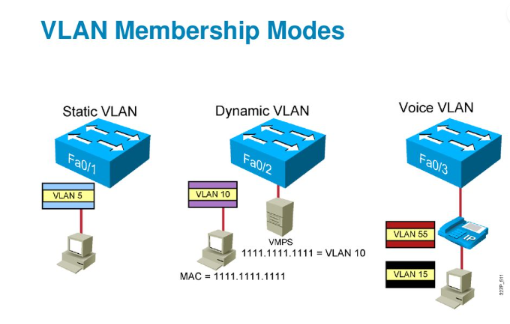 VLAN Membership Modes
Static VLAN
Dynamic VLAN
Voice VLAN
Fa0/1
Fa0/2
Fa0/3
VLAN 5
VLAN 10
VMPS
1111.1111.1111 = VLAN 10
MAC = 1111.1111.1111
VLAN 55
IP
VLAN 15